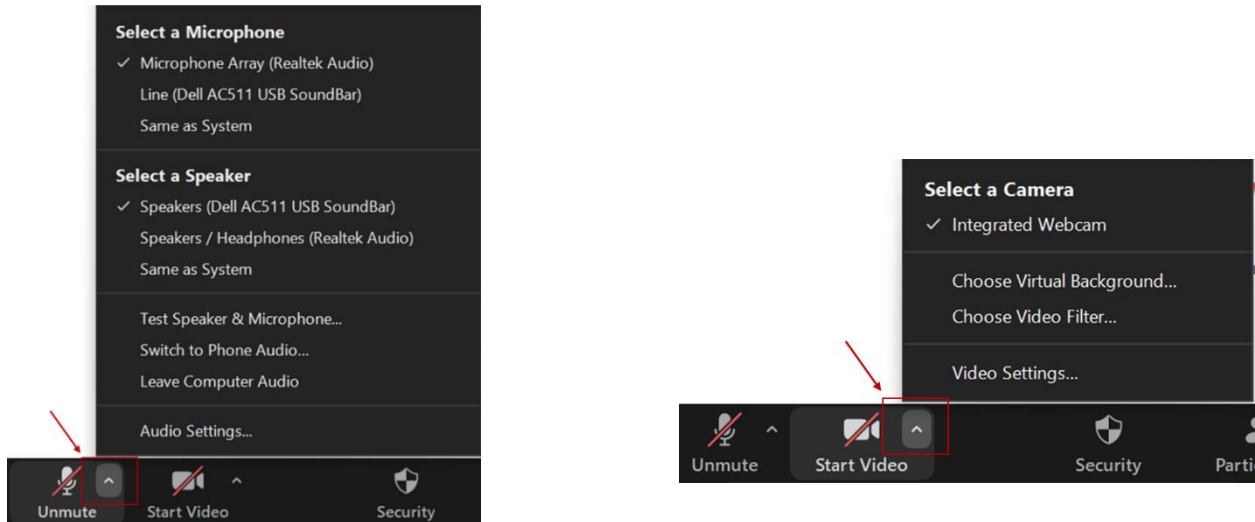 Select a Microphone
Microphone Array (Realtek Audio)
Line (Dell AC511 USB SoundBar)
Same as System
Select a Speaker
Speakers (Dell AC511 USB SoundBar)
Speakers / Headphones (Realtek Audio)
Same as System
Test Speaker & Microphone...
Switch to Phone Audio...
Leave Computer Audio
Audio Settings...
Unmute Start Video Security
Select a Camera
Integrated Webcam
Choose Virtual Background...
Choose Video Filter...
Video Settings...
Unmute Start Video Security